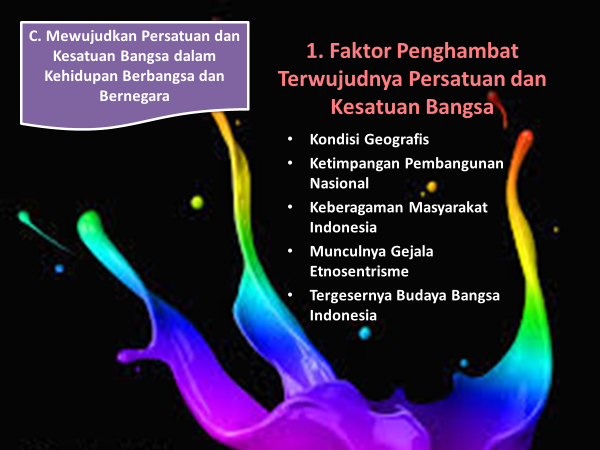 C. Mewujudkan Persatuan dan
Kesatuan Bangsa dalam
Kehidupan Berbangsa dan
Bernegara
1. Faktor Penghambat
Terwujudnya Persatuan dan
Kesatuan Bangsa
• Kondisi Geografis
• Ketimpangan Pembangunan
Nasional
• Keberagaman Masyarakat
Indonesia
• Munculnya Gejala
Etnosentrisme
• Tergesernya Budaya Bangsa
Indonesia